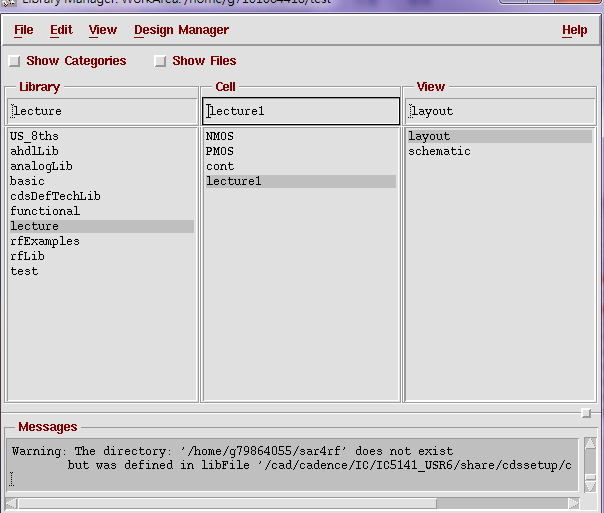 Library Manager: WorkArea: /home/g7101064418/test
File Edit View Design Manager Help
Show Categories Show Files
Library Cell View
lecture lecture1 layout
US_8ths NMOS layout
ahdlLib PMOS schematic
analogLib cont
basic lecture1
cdsDefTechLib
functional
lecture
rfExamples
rfLib
test
Messages
Warning: The directory: '/home/g79864055/sar4rf' does not exist
but was defined in libFile '/cad/cadence/IC/IC5141_USR6/share/cdssetup/c